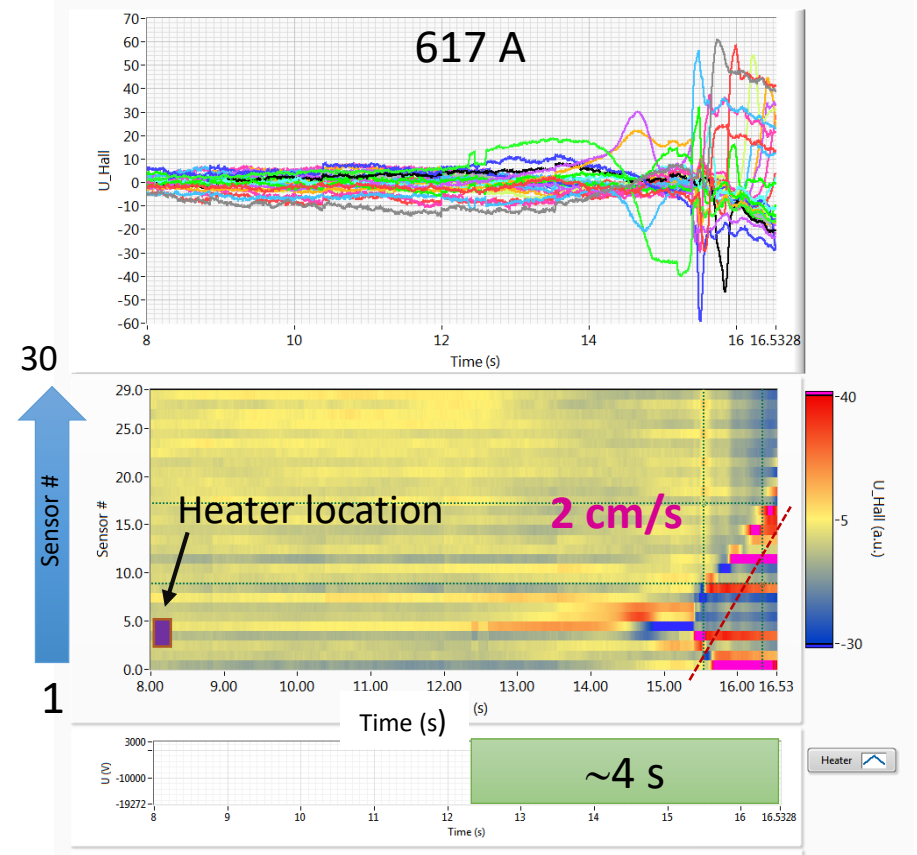 70
60
50
40
30
20
10
0
-10
-20
-30
-40
-50
-60
U_Hall
617 A
8 10 12 14 16 16.5328
Time (s)
30
Sensor #
1
29.0
25.0
20.0
15.0
10.0
5.0
0.0
Sensor #
Heater location
2 cm/s
-40
-5
-30
U_Hall (a.u.)
8.00 9.00 10.00 11.00 12.00 13.00 14.00 15.00 16.00 16.53
(s)
Time (s)
3000
-10000
-19272
U (V)
~4 s
8 9 10 11 12 13 14 15 16 16.5328
Time (s)
Heater